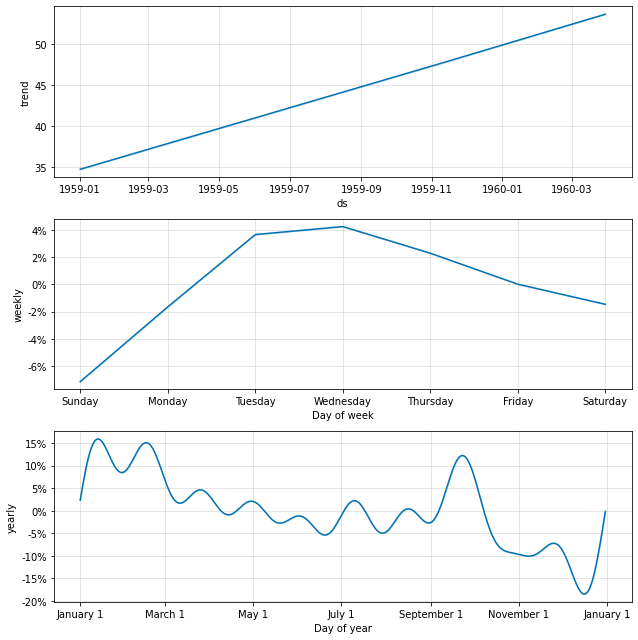 50
45
40
35
trend
1959-01 1959-03 1959-05 1959-07 1959-09 1959-11 1960-01 1960-03
ds
4%
2%
0%
-2%
-4%
-6%
weekly
Sunday Monday Tuesday Wednesday Thursday Friday Saturday
Day of week
15%
10%
5%
0%
-5%
-10%
-15%
-20%
yearly
January 1 March 1 May 1 July 1 September 1 November 1 January 1
Day of year